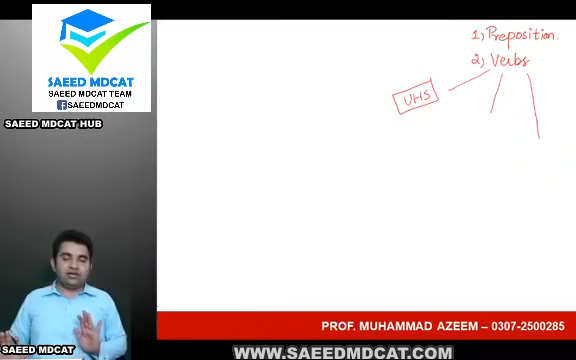 1, Preposition.
2, Verbs
UHS
SAEED MDCAT
SAEED MDCAT TEAM
SAEEDMDCAT
SAEED MDCAT HUB
PROF. MUHAMMAD AZEEM – 0307-2500285
SAEED MDCAT
WWW.SAEEDMDCAT.COM